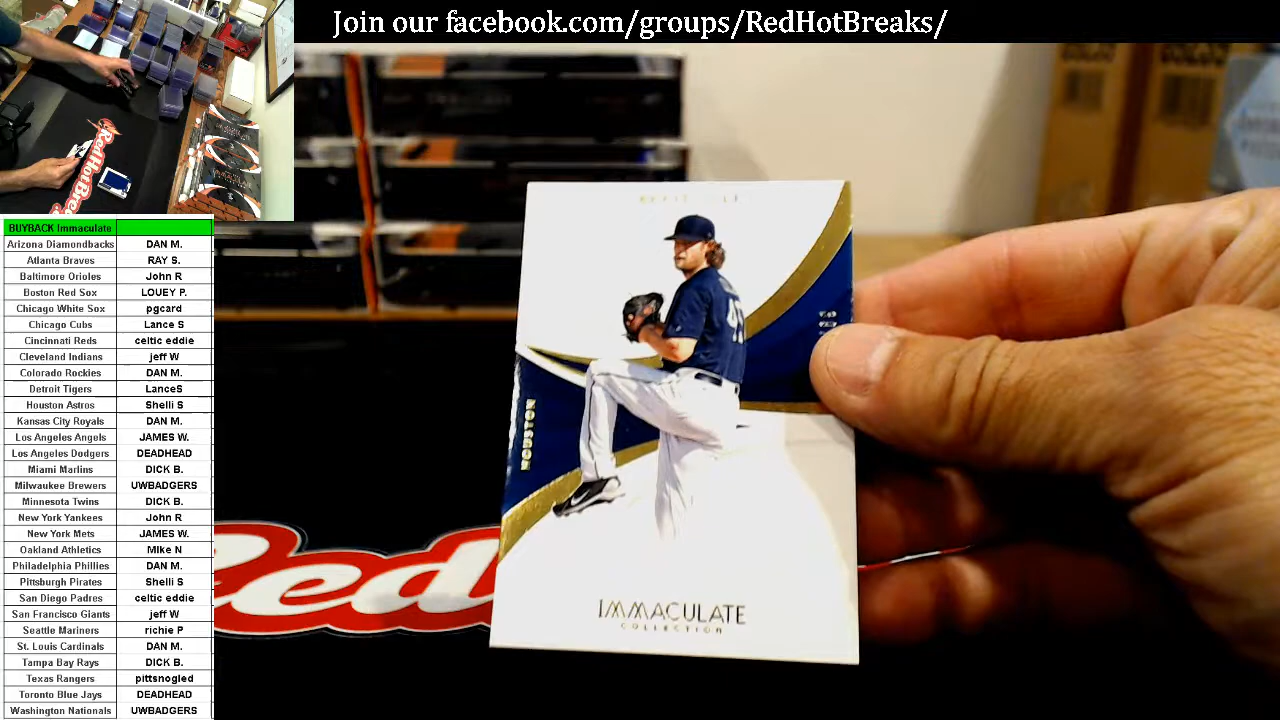 Join our facebook.com/groups/RedHotBreaks/
BUYBACK Immaculate
Arizona Diamondbacks DAN M.
Atlanta Braves RAY S.
Baltimore Orioles John R
Boston Red Sox LOUEY P.
Chicago White Sox pgcard
Chicago Cubs Lance S
Cincinnati Reds celtic eddie
Cleveland Indians jeff W
Colorado Rockies DAN M.
Detroit Tigers LanceS
Houston Astros Shelli S
Kansas City Royals DAN M.
Los Angeles Angels JAMES W.
Los Angeles Dodgers DEADHEAD
Miami Marlins DICK B.
Milwaukee Brewers UWBADGERS
Minnesota Twins DICK B.
New York Yankees John R
New York Mets JAMES W.
Oakland Athletics Mike N
Philadelphia Phillies DAN M.
Pittsburgh Pirates Shelli S
San Diego Padres celtic eddie
San Francisco Giants jeff W
Seattle Mariners richie P
St. Louis Cardinals DAN M.
Tampa Bay Rays DICK B.
Texas Rangers pittsnogled
Toronto Blue Jays DEADHEAD
Washington Nationals UWBADGERS
RedHotBreaks
HOUSTON
IMMACULATE
COLLECTION
Red